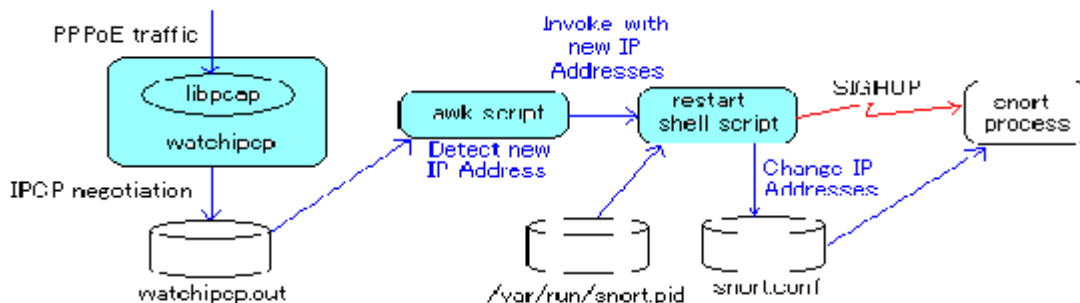 PPPoE traffic
libpcap
watchipcp
IPCP negotiation
watchipcp.out
awk script
Detect new
IP Address
Invoke with
new IP
Addresses
restart
shell script
SIGHUP
snort
process
Change IP
Addresses
/var/run/snort.pid
snort.conf